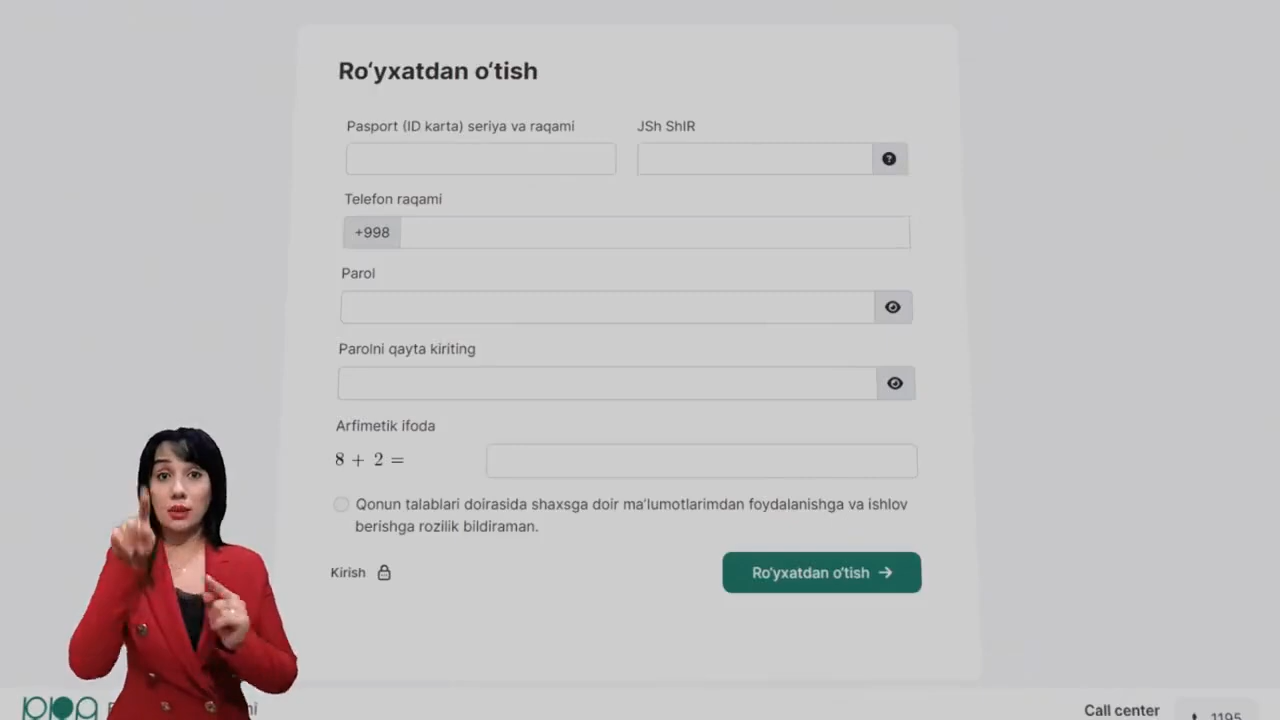 Ro‘yxatdan o‘tish
Pasport (ID karta) seriya va raqami
JSh ShIR
Telefon raqami
+998
Parol
Parolni qayta kiriting
Arfimetik ifoda
8 + 2 =
Qonun talablari doirasida shaxsga doir ma’lumotlarimdan foydalanishga va ishlov
berishga rozilik bildiraman.
Kirish
Ro‘yxatdan o‘tish →
Call center
1195